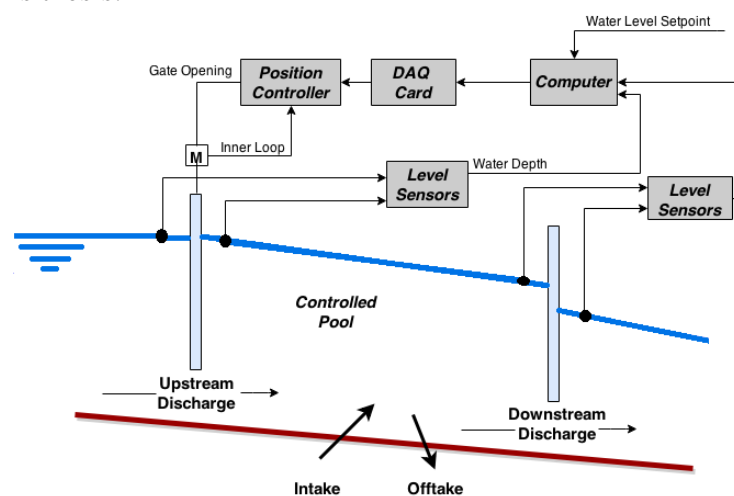 Water Level Setpoint
Gate Opening
Position
Controller
DAQ
Card
Computer
M
Inner Loop
Level
Sensors
Water Depth
Level
Sensors
Controlled
Pool
Upstream
Discharge
Downstream
Discharge
Intake
Offtake